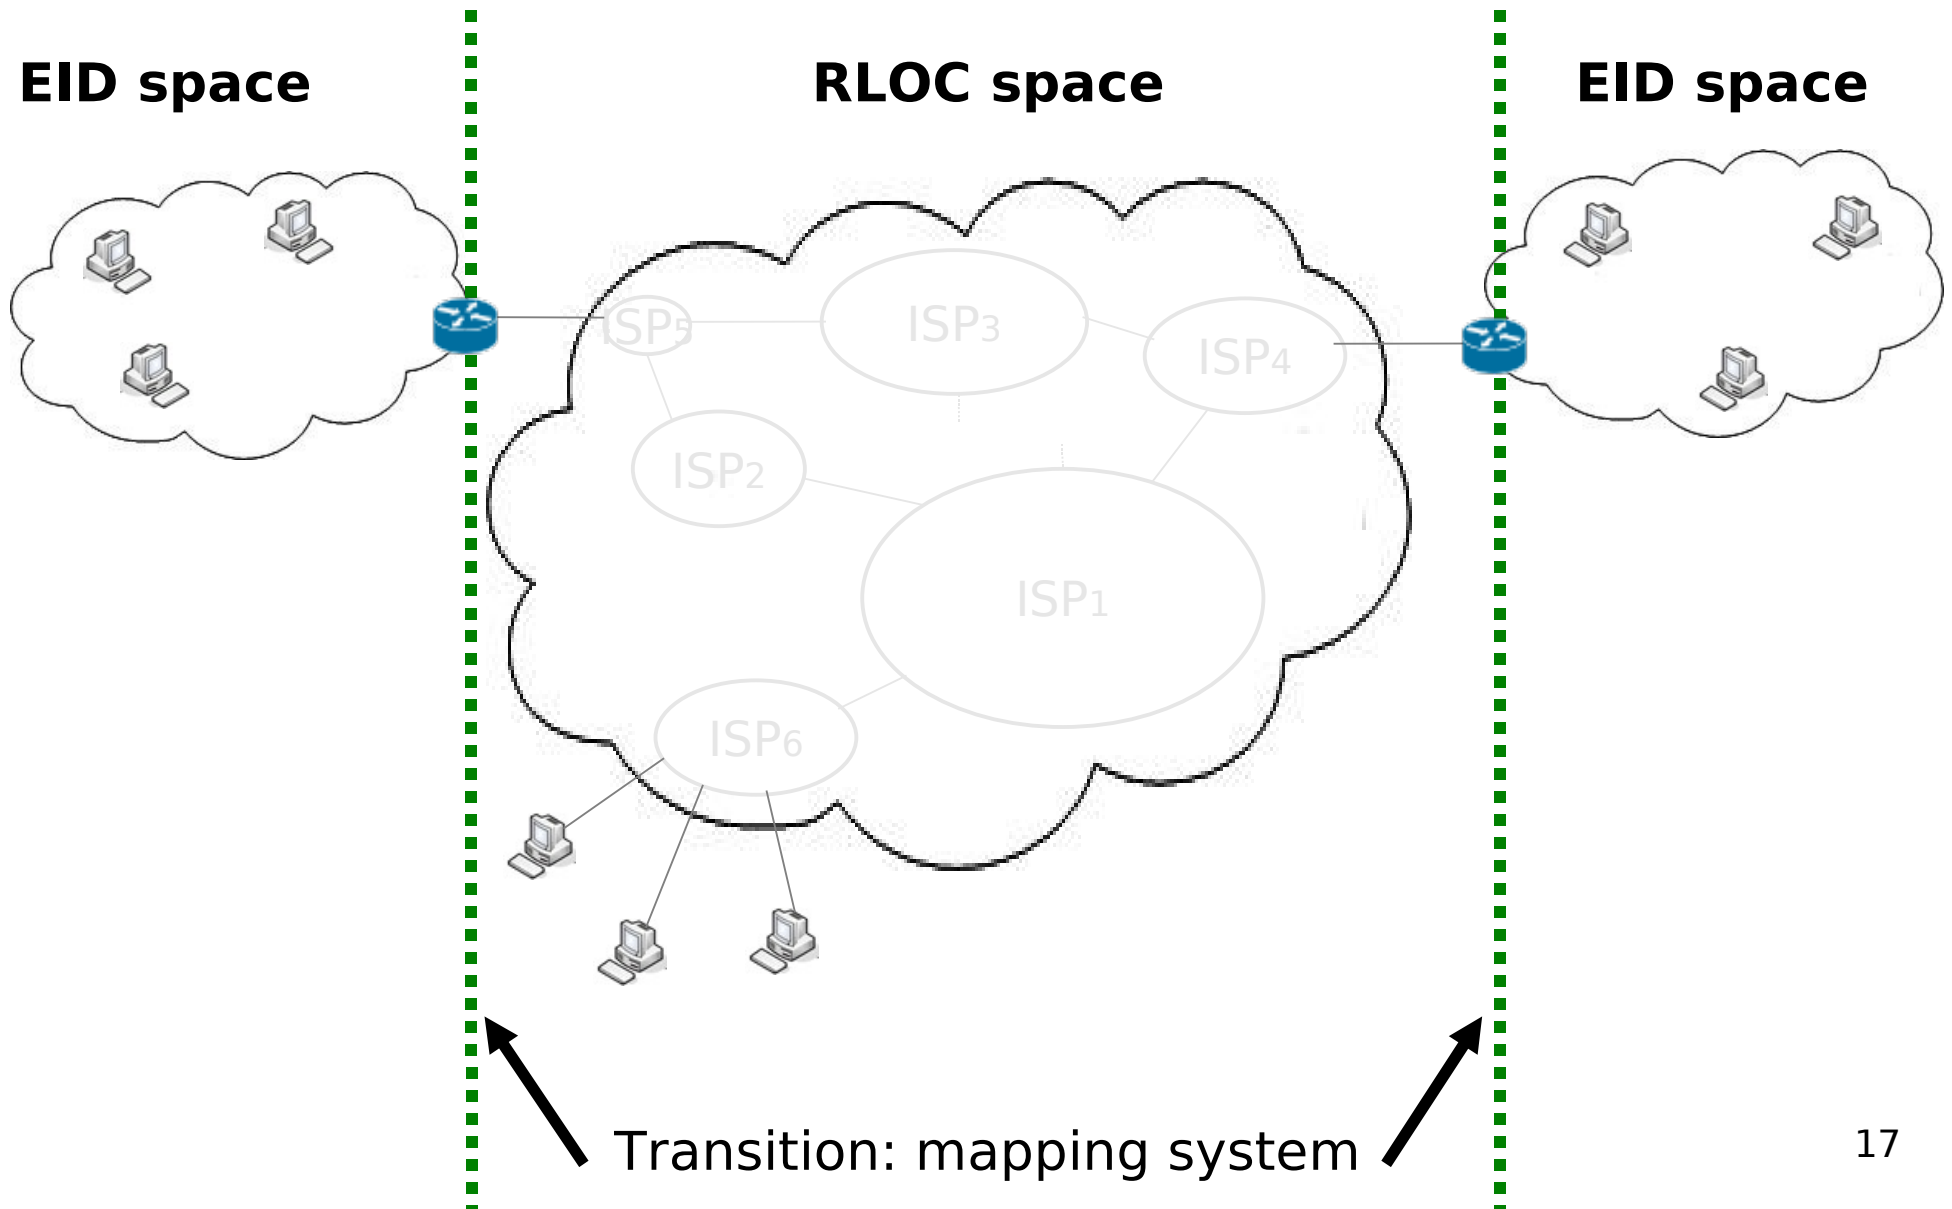 EID space
RLOC space
EID space
ISP5
ISP3
ISP4
ISP2
ISP1
ISP6
Transition: mapping system
17